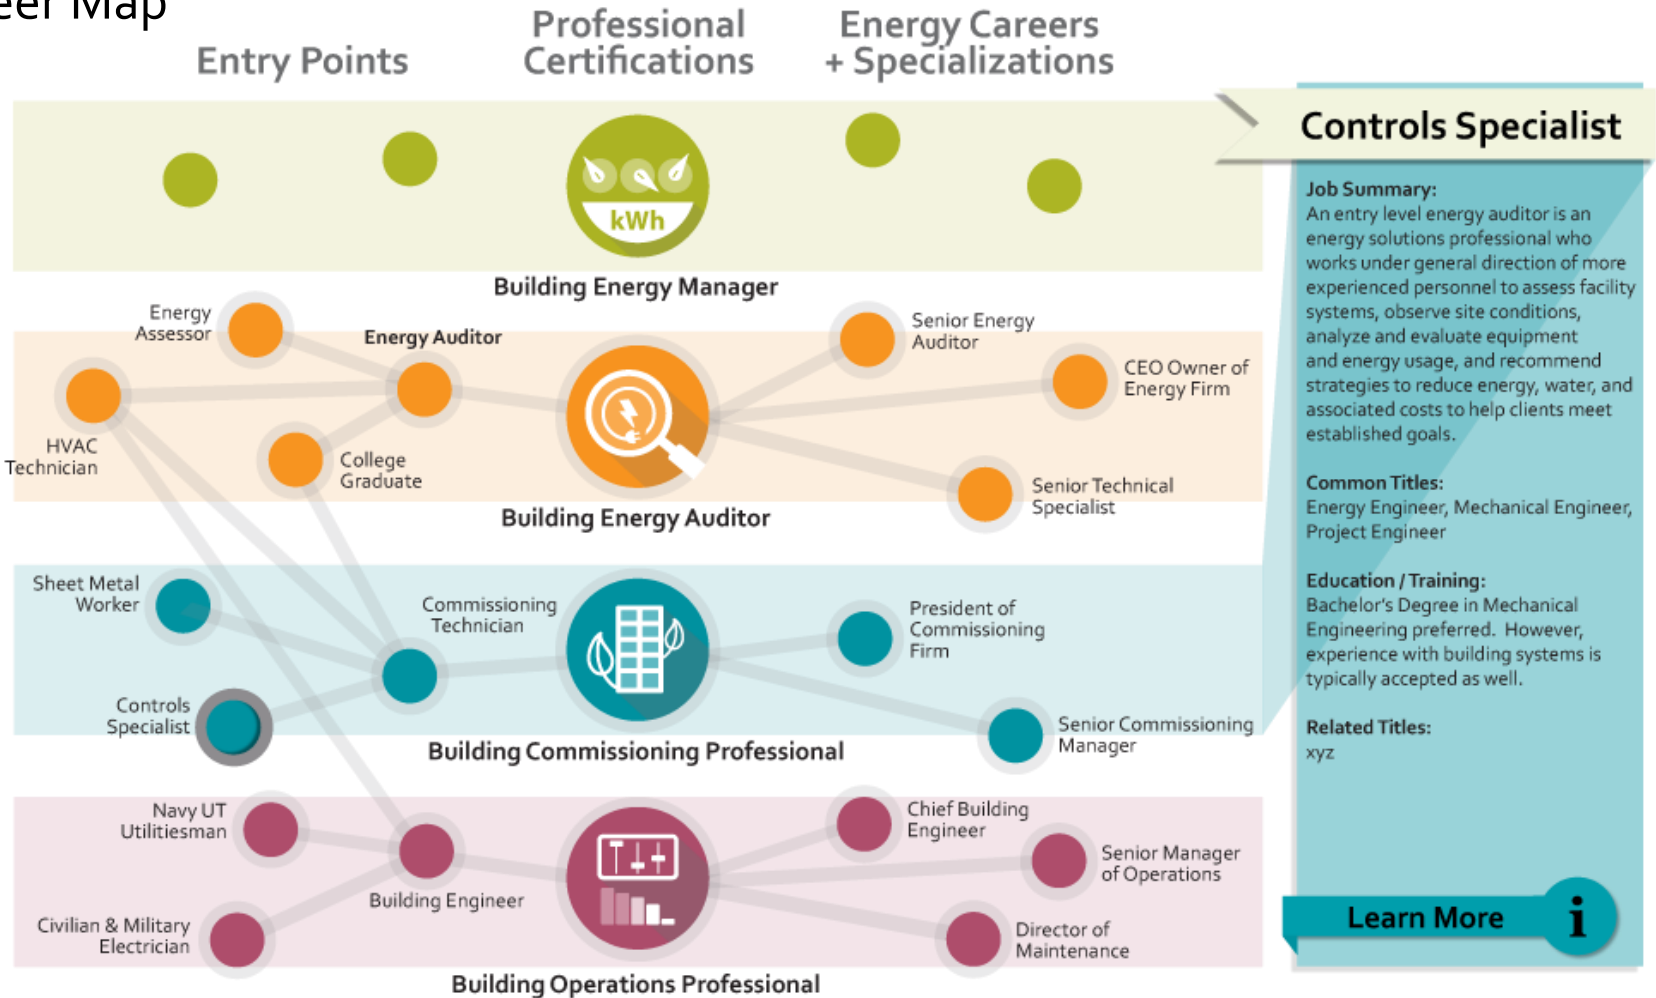 eer Map
Entry Points
Professional
Certifications
Energy Careers
+ Specializations
kWh
Building Energy Manager
Energy
Assessor
Energy Auditor
HVAC
Technician
College
Graduate
Senior Energy
Auditor
CEO Owner of
Energy Firm
Senior Technical
Specialist
Building Energy Auditor
Sheet Metal
Worker
Commissioning
Technician
Controls
Specialist
President of
Commissioning
Firm
Senior Commissioning
Manager
Building Commissioning Professional
Navy UT
Utilitiesman
Building Engineer
Civilian & Military
Electrician
Chief Building
Engineer
Senior Manager
of Operations
Director of
Maintenance
Building Operations Professional
Controls Specialist
Job Summary:
An entry level energy auditor is an
energy solutions professional who
works under general direction of more
experienced personnel to assess facility
systems, observe site conditions,
analyze and evaluate equipment
and energy usage, and recommend
strategies to reduce energy, water, and
associated costs to help clients meet
established goals.
Common Titles:
Energy Engineer, Mechanical Engineer,
Project Engineer
Education / Training:
Bachelor's Degree in Mechanical
Engineering preferred. However,
experience with building systems is
typically accepted as well.
Related Titles:
xyz
Learn More
i